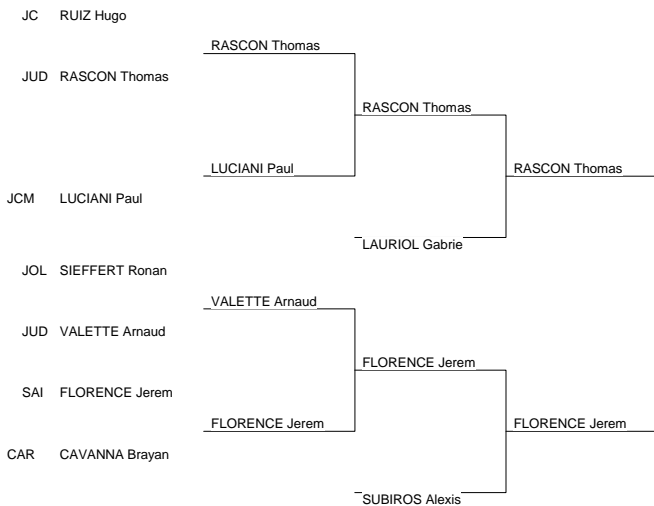 JC RUIZ Hugo
RASCON Thomas
JUD RASCON Thomas
RASCON Thomas
LUCIANI Paul
RASCON Thomas
JCM LUCIANI Paul
LAURIOL Gabrie
JOL SIEFFERT Ronan
VALETTE Arnaud
JUD VALETTE Arnaud
FLORENCE Jerem
SAI FLORENCE Jerem
FLORENCE Jerem
FLORENCE Jerem
CAR CAVANNA Brayan
SUBIROS Alexis